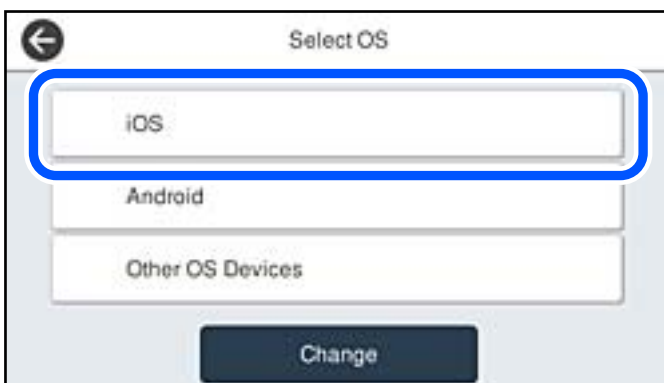 Select OS
iOS
Android
Other OS Devices
Change